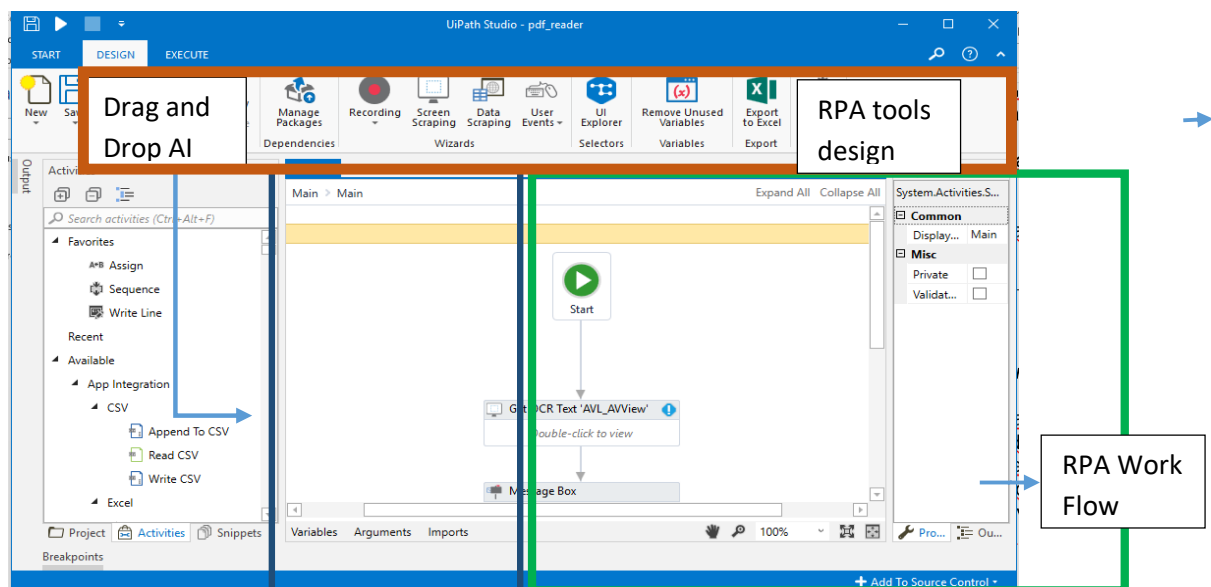 UiPath Studio - pdf_reader
START DESIGN EXECUTE
New
Sav
Drag and
Drop AI
Manage
Packages
Recording
Screen
Scraping
Data
Scraping
User
Events
UI
Explorer
Remove Unused
Variables
Export
to Excel
RPA tools
design
Dependencies Wizards Selectors Variables Export
Output
Activi
Search activities (Ctrl+Alt+F)
Favorites
A+B Assign
Sequence
Write Line
Recent
Available
App Integration
CSV
Append To CSV
Read CSV
Write CSV
Excel
Project Activities Snippets
Breakpoints
Main > Main Expand All Collapse All
Start
Get OCR Text 'AVL_AVView'
Double-click to view
Message Box
Variables Arguments Imports 100%
System.Activities.S...
Common
Display... Main
Misc
Private
Validat...
Pro... Ou...
RPA Work
Flow
Add To Source Control